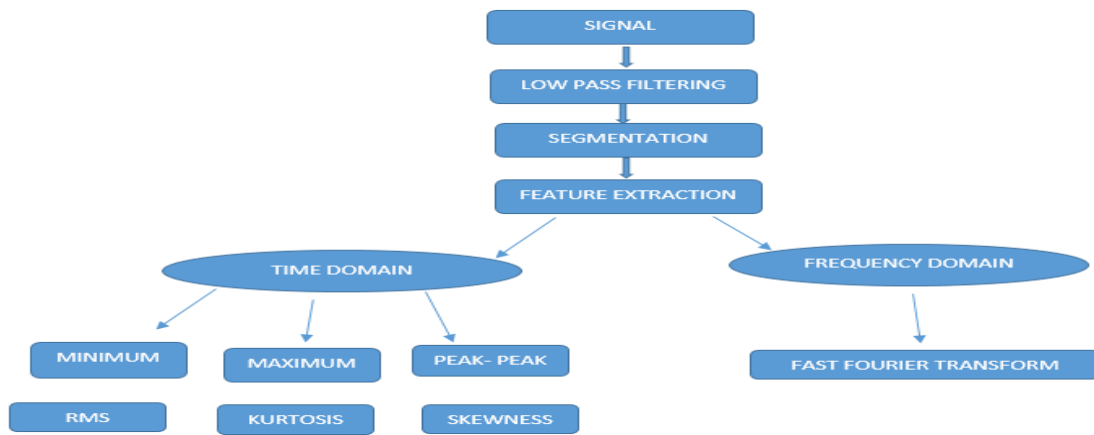 SIGNAL
LOW PASS FILTERING
SEGMENTATION
FEATURE EXTRACTION
TIME DOMAIN
FREQUENCY DOMAIN
MINIMUM
MAXIMUM
PEAK- PEAK
FAST FOURIER TRANSFORM
RMS
KURTOSIS
SKEWNESS